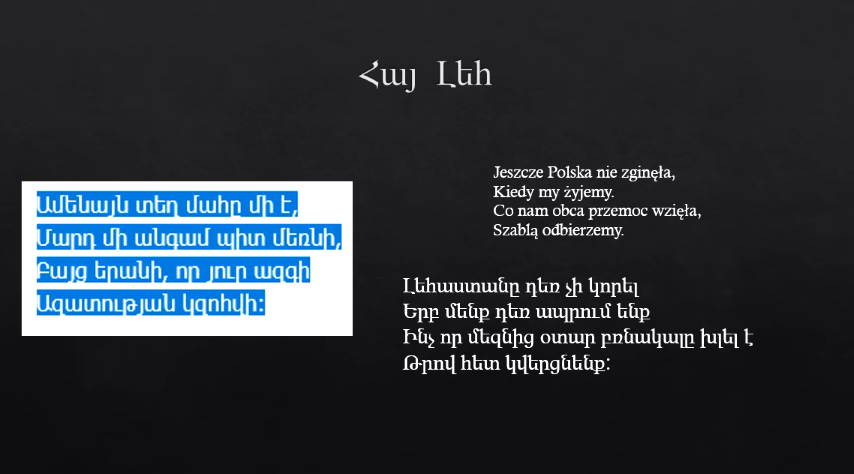 Հայ Լեհ
Ամենայն տեղ մահը մի է,
Մարդ մի անգամ պիտ մեռնի,
Բայց երանի, որ յուր ազգի
Ազատության կզոհվի:
Jeszcze Polska nie zginęła,
Kiedy my żyjemy.
Co nam obca przemoc wzięła,
Szablą odbierzemy.
Լեհաստանը դեռ չի կորել
Երբ մենք դեռ ապրում ենք
Ինչ որ մեզնից օտար բռնակալը խլել է
Թրով հետ կվերցնենք: